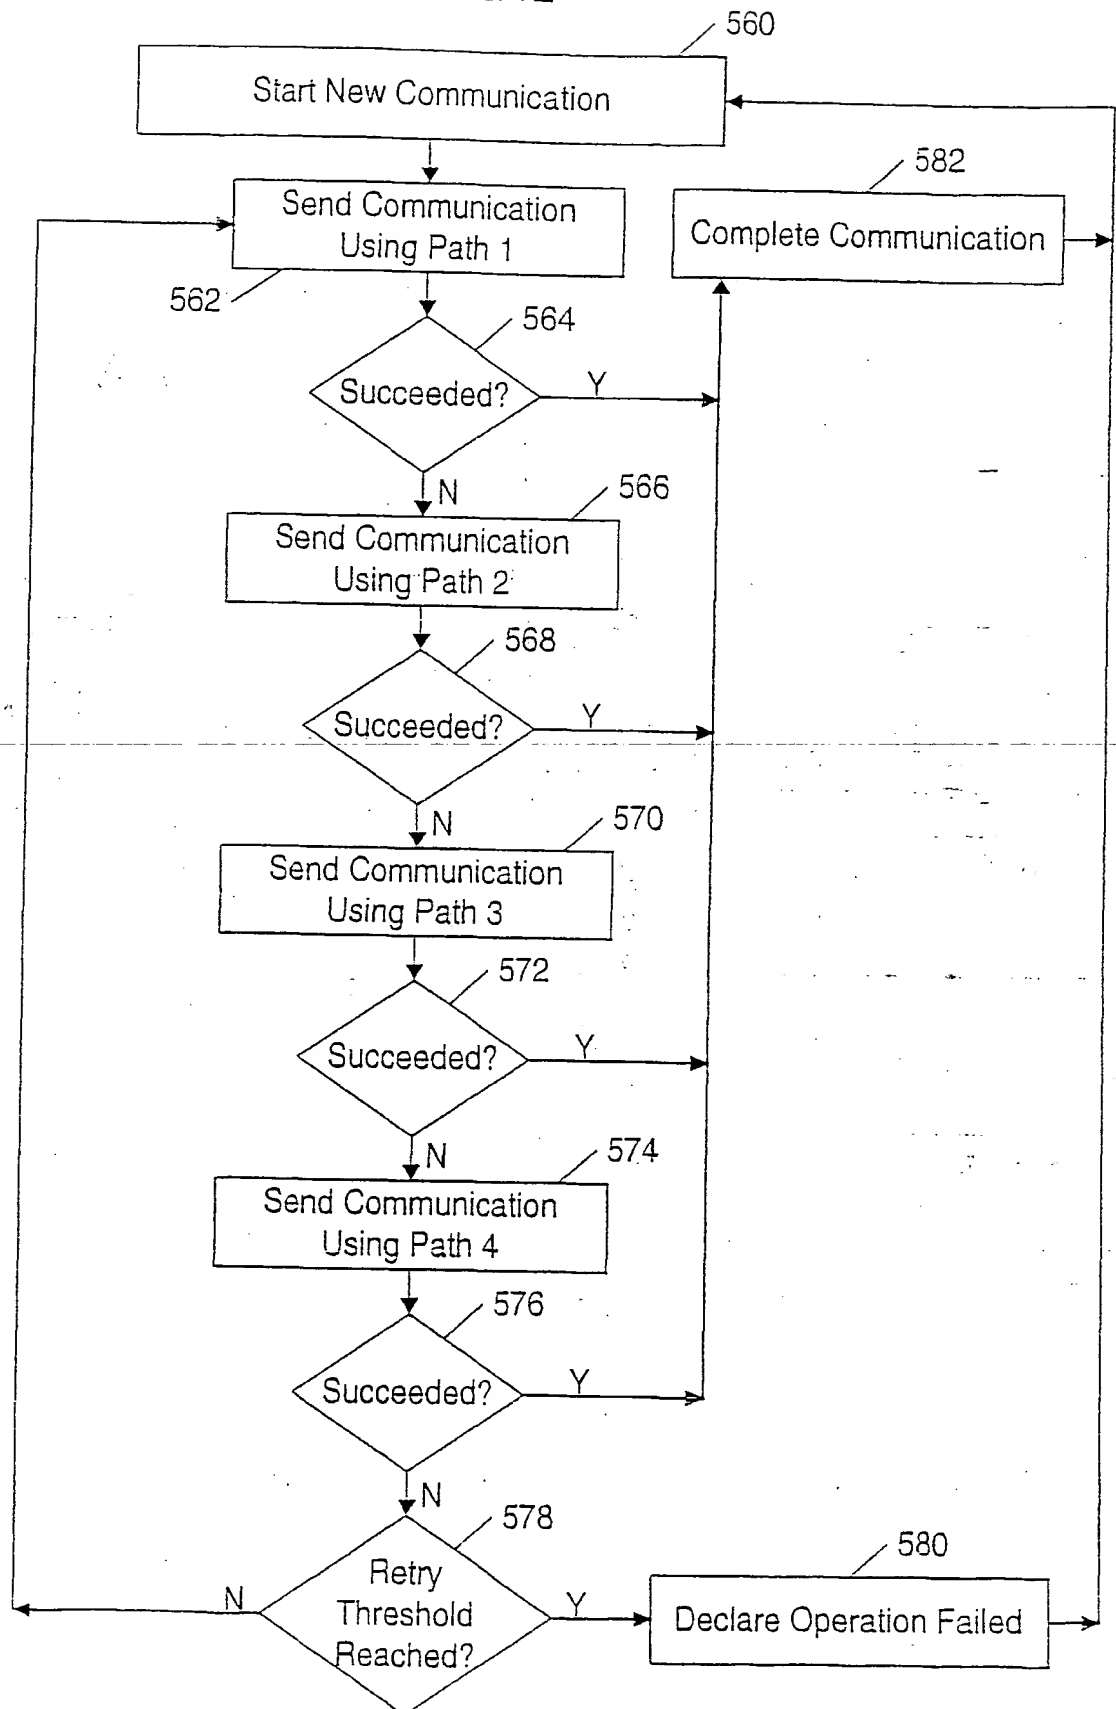 560
Start New Communication
582
Send Communication
Using Path 1
Complete Communication
562
564
Succeeded?
Y
N
566
Send Communication
Using Path 2
568
Succeeded?
Y
N
570
Send Communication
Using Path 3
572
Succeeded?
Y
N
574
Send Communication
Using Path 4
576
Succeeded?
Y
N
578
580
Retry
Threshold
Reached?
N
Y
Declare Operation Failed